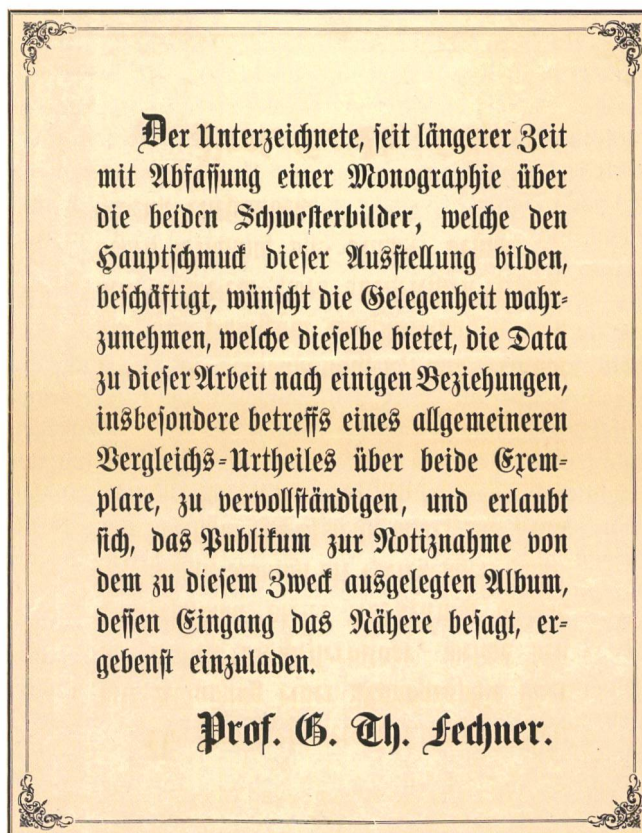 Der Unterzeichnete, seit längerer Zeit
mit Abfassung einer Monographie über
die beiden Schwesterbilder, welche den
Hauptschmuck dieser Ausstellung bilden,
beschäftigt, wünscht die Gelegenheit wahr-
zunehmen, welche dieselbe bietet, die Data
zu dieser Arbeit nach einigen Beziehungen,
insbesondere betreffs eines allgemeineren
Vergleichs-Urtheiles über beide Exem-
plare, zu vervollständigen, und erlaubt
sich, das Publikum zur Notiznahme von
dem zu diesem Zweck ausgelegten Album,
dessen Eingang das Nähere besagt, er-
gebenst einzuladen.
Prof. G. Th. Fechner.